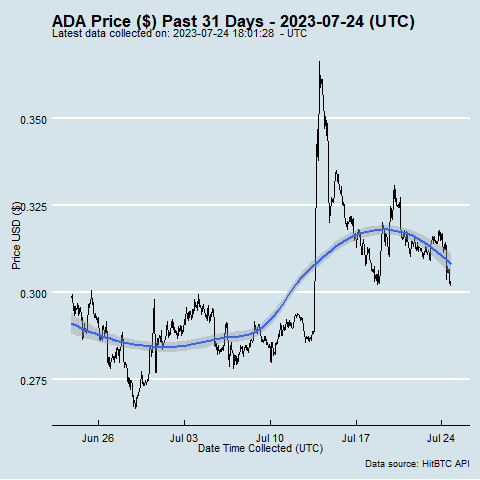 ADA Price ($) Past 31 Days - 2023-07-24 (UTC)
Latest data collected on: 2023-07-24 18:01:28 - UTC
Price USD ($)
0.350
0.325
0.300
0.275
Jun 26
Jul 03
Jul 10
Jul 17
Jul 24
Date Time Collected (UTC)
Data source: HitBTC API